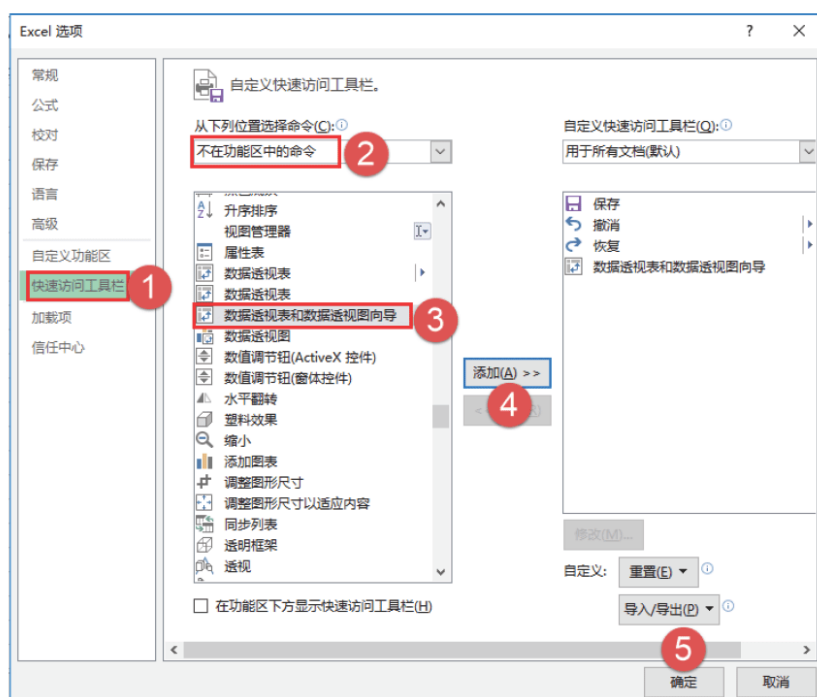 Excel 选项
?
常规
公式
校对
保存
语言
高级
自定义功能区
快速访问工具栏
1
加载项
信任中心
自定义快速访问工具栏。
从下列位置选择命令(C):
不在功能区中的命令
2
升序排序
视图管理器
属性表
数据透视表
数据透视表
数据透视表和数据透视图向导
3
数据透视图
数值调节钮(ActiveX 控件)
数值调节钮(窗体控件)
水平翻转
塑料效果
缩小
添加图表
调整图形尺寸
调整图形尺寸以适应内容
同步列表
透明框架
透视
在功能区下方显示快速访问工具栏(H)
添加(A) >>
4
自定义快速访问工具栏(Q):
用于所有文档(默认)
保存
撤消
恢复
数据透视表和数据透视图向导
修改(M)...
自定义:
重置(E)
导入/导出(P)
5
确定
取消